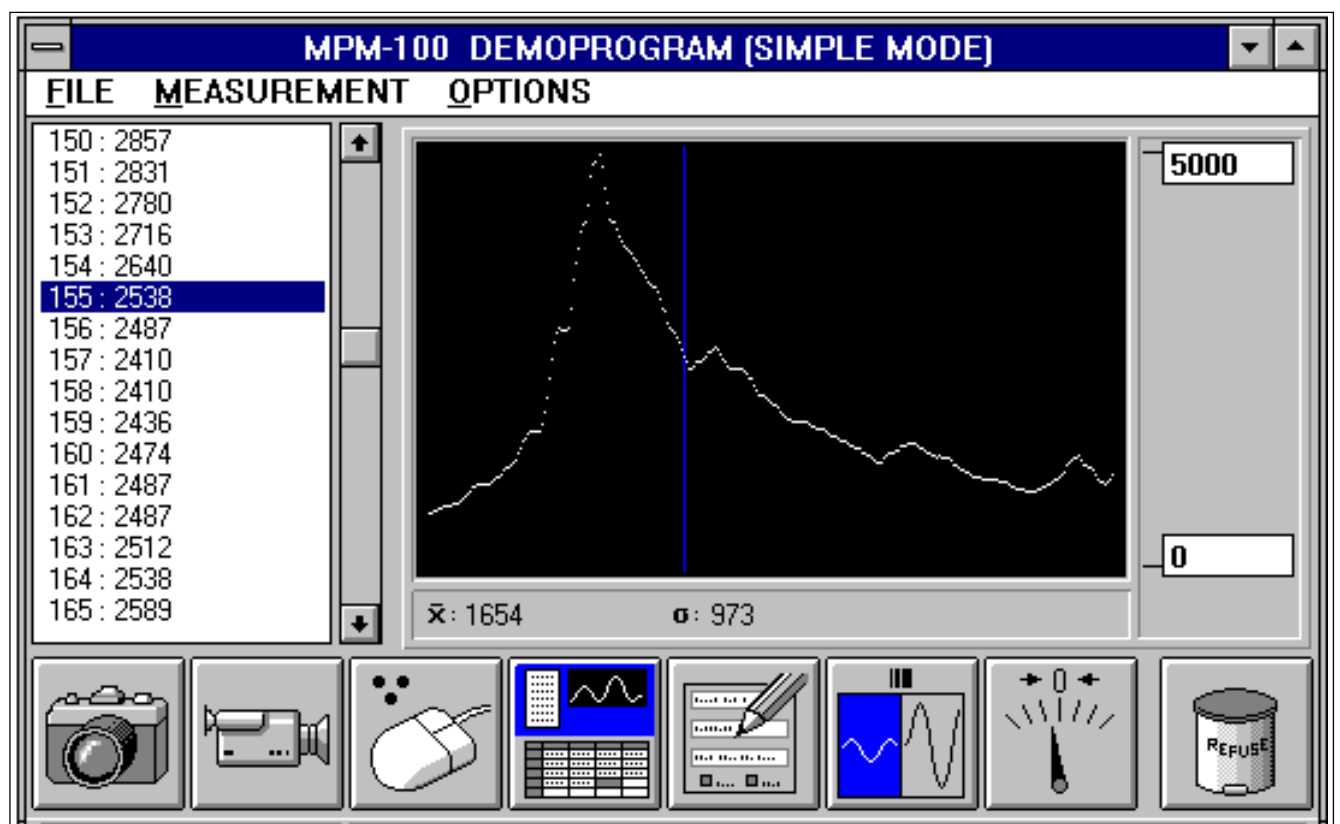 MPM-100 DEMOPROGRAM (SIMPLE MODE)
FILE MEASUREMENT OPTIONS
150 : 2857
151 : 2831
152 : 2780
153 : 2716
154 : 2640
155 : 2538
156 : 2487
157 : 2410
158 : 2410
159 : 2436
160 : 2474
161 : 2487
162 : 2487
163 : 2512
164 : 2538
165 : 2589
5000
0
x̄ : 1654 σ : 973
0
REFUSE